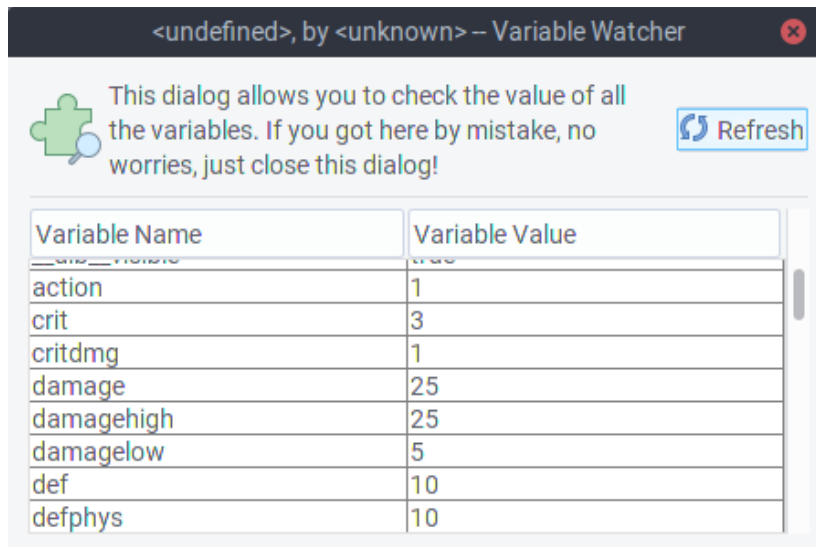 <undefined>, by <unknown> – Variable Watcher
This dialog allows you to check the value of all
the variables. If you got here by mistake, no
worries, just close this dialog!
Refresh
Variable Name Variable Value
action 1
crit 3
critdmg 1
damage 25
damagehigh 25
damagelow 5
def 10
defphys 10